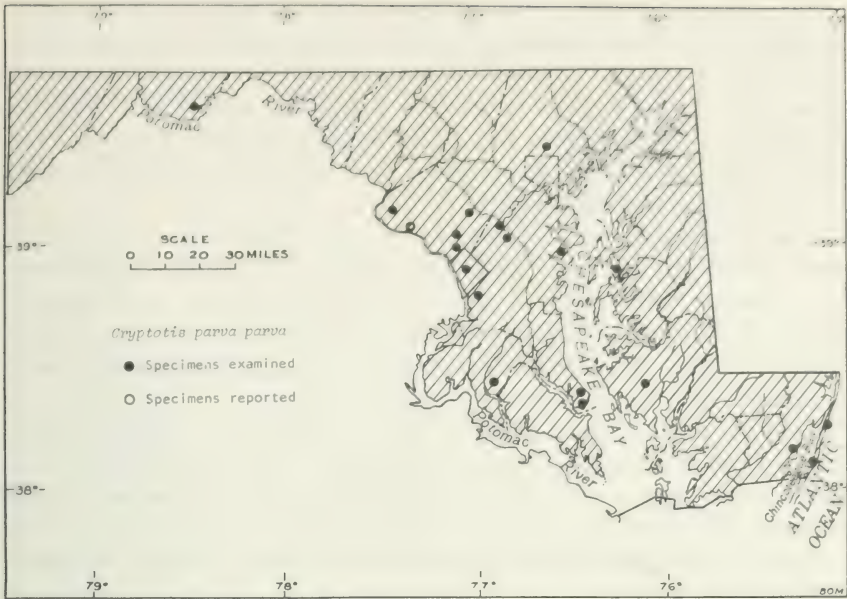 Potomac
River
39°
39°
SCALE
0 10 20 30 MILES
CHESAPEAKE BAY
Cryptotis parva parva
● Specimens examined
○ Specimens reported
Potomac
River
38°
38°
ATLANTIC
OCEAN
79°
78°
77°
76°